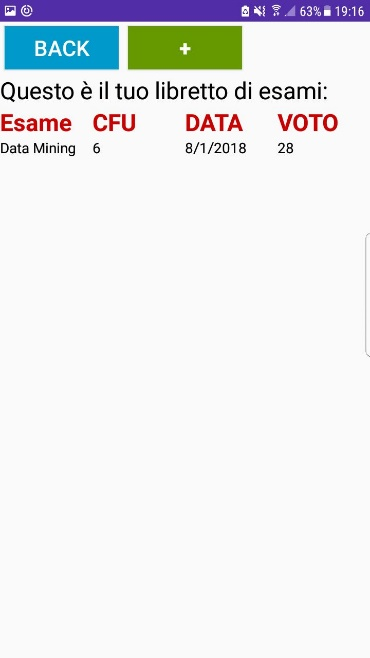 63% 19:16
BACK +
Questo è il tuo libretto di esami:
Esame CFU DATA VOTO
Data Mining 6 8/1/2018 28